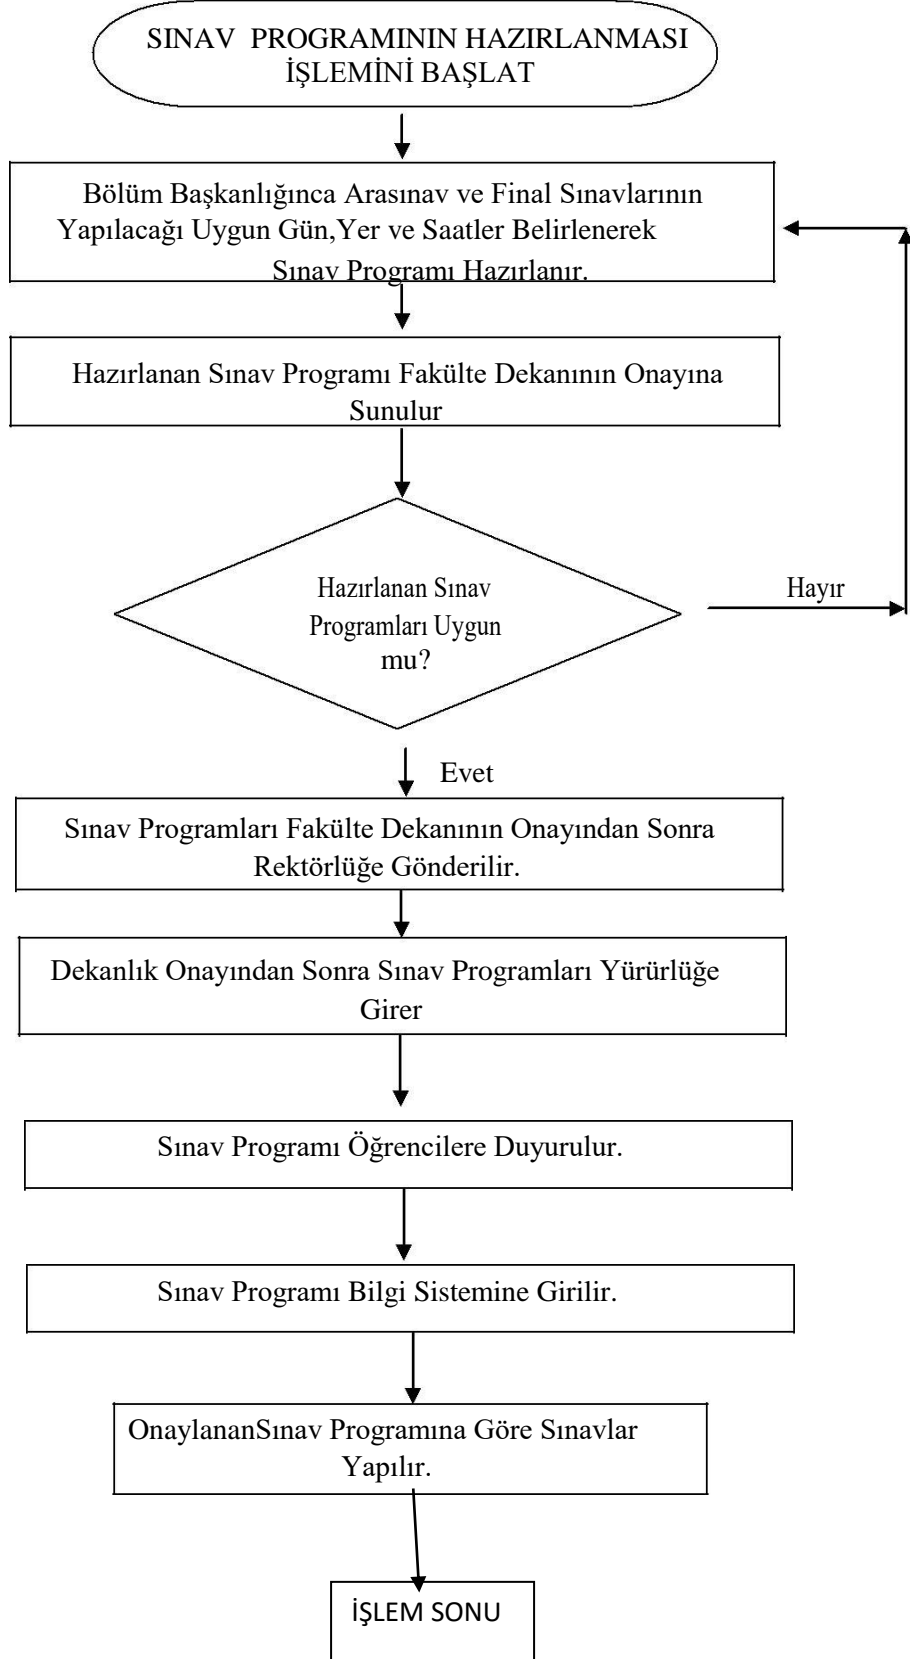 SINAV PROGRAMININ HAZIRLANMASI
İŞLEMİNİ BAŞLAT
Bölüm Başkanlığınca Arasınav ve Final Sınavlarının
Yapılacağı Uygun Gün,Yer ve Saatler Belirlenerek
Sınav Programı Hazırlanır.
Hazırlanan Sınav Programı Fakülte Dekanının Onayına
Sunulur
Hazırlanan Sınav
Programları Uygun
mu?
Hayır
Evet
Sınav Programları Fakülte Dekanının Onayından Sonra
Rektörlüğe Gönderilir.
Dekanlık Onayından Sonra Sınav Programları Yürürlüğe
Girer
Sınav Programı Öğrencilere Duyurulur.
Sınav Programı Bilgi Sistemine Girilir.
OnaylananSınav Programına Göre Sınavlar
Yapılır.
İŞLEM SONU